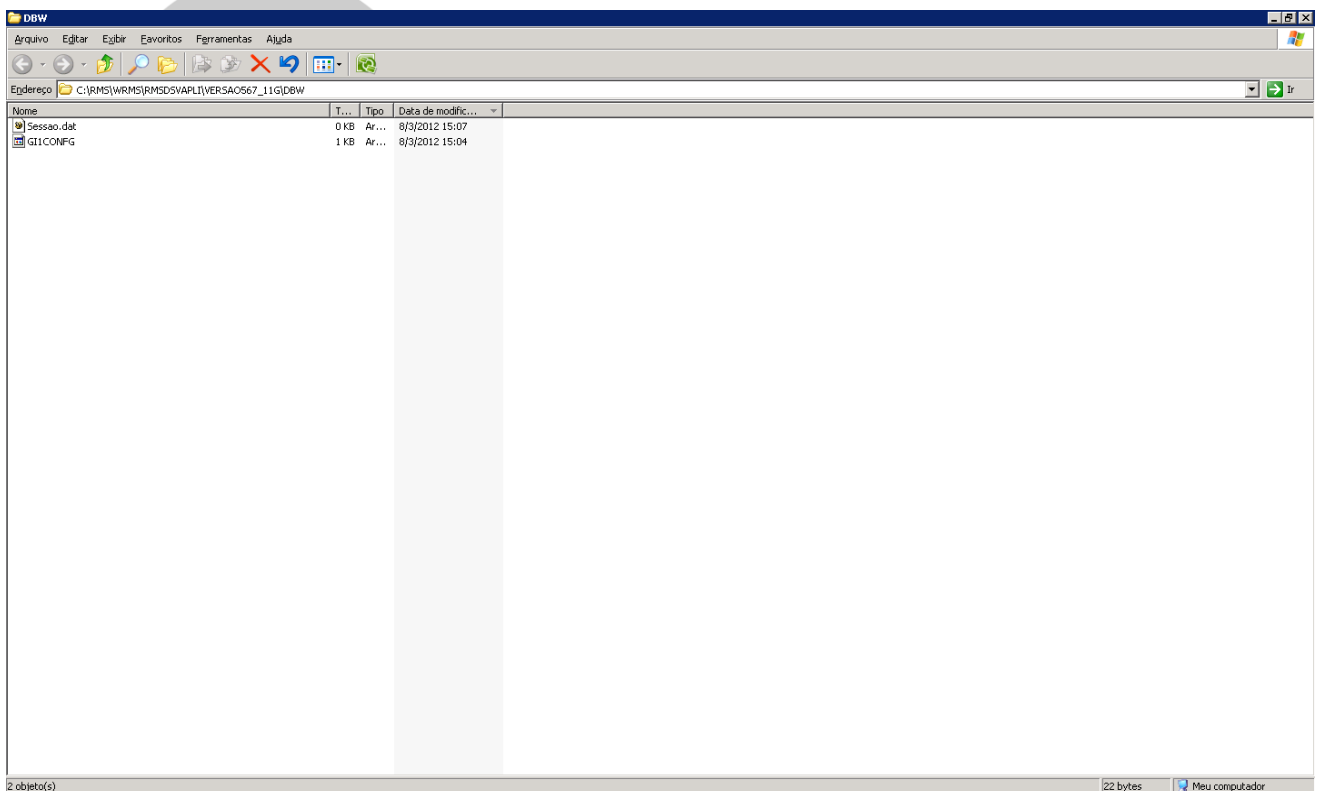 DBW
Arquivo Editar Exibir Favoritos Ferramentas Ajuda
Endereço C:\RMS\WRMS\RMSDSVAPLI\VERSAO567_11G\DBW Ir
Nome T... Tipo Data de modific...
Sessao.dat 0 KB Ar... 8/3/2012 15:07
GI1CONFG 1 KB Ar... 8/3/2012 15:04
2 objeto(s) 22 bytes Meu computador